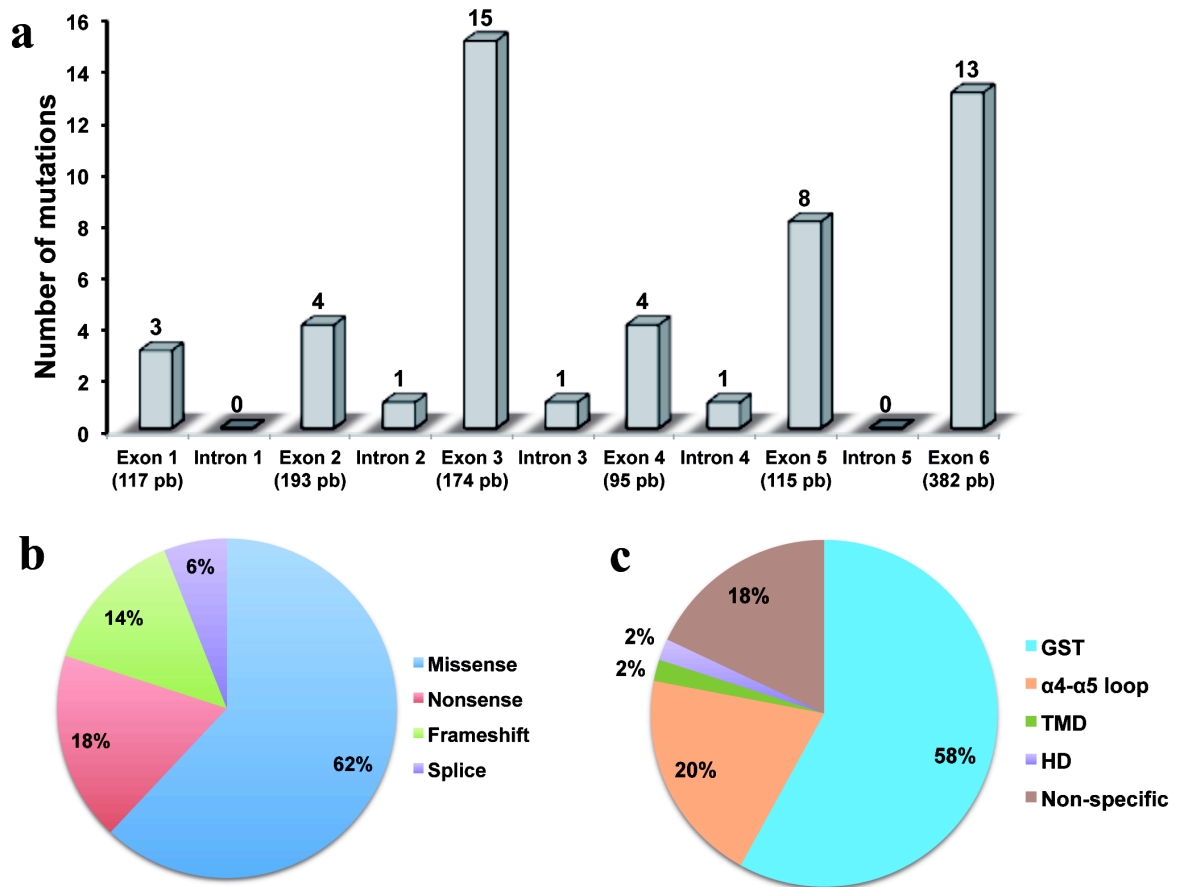 a
Number of mutations
16
14
12
10
8
6
4
2
0
3
0
4
1
15
1
4
1
8
0
13
Exon 1 Intron 1 Exon 2 Intron 2 Exon 3 Intron 3 Exon 4 Intron 4 Exon 5 Intron 5 Exon 6
(117 pb) (193 pb) (174 pb) (95 pb) (115 pb) (382 pb)
b
6%
14%
18%
62%
Missense
Nonsense
Frameshift
Splice
c
18%
2%
2%
20%
58%
GST
α4-α5 loop
TMD
HD
Non-specific